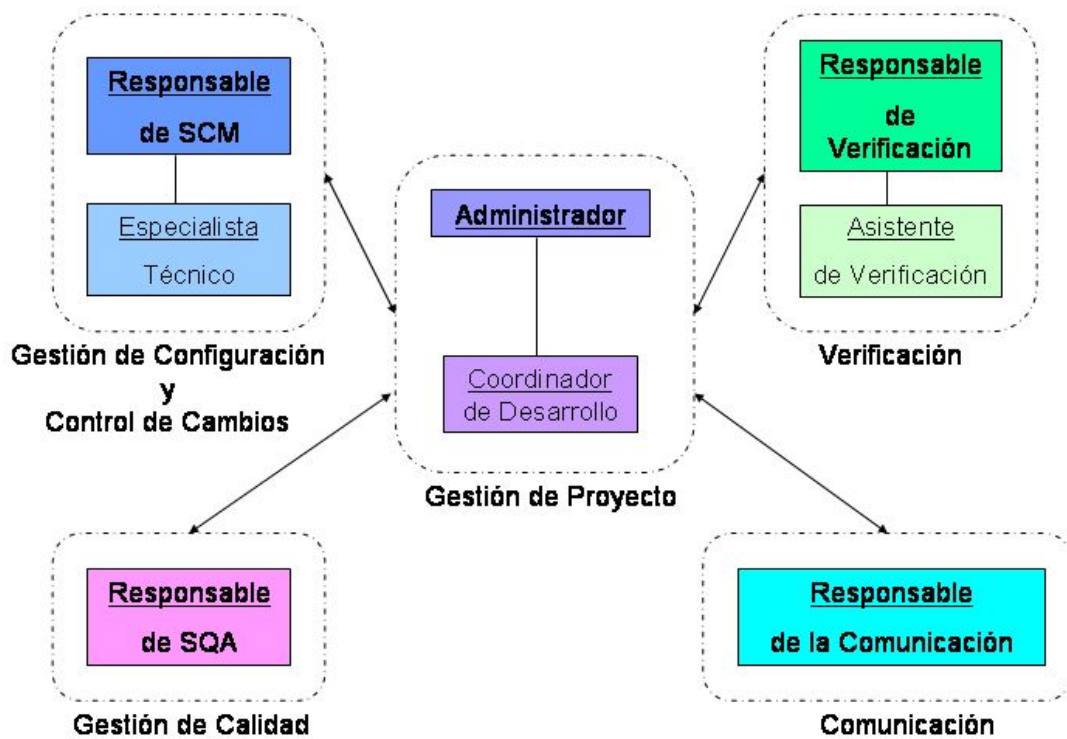 Responsable
de SCM
Especialista
Técnico
Gestión de Configuración
y
Control de Cambios
Responsable
de
Verificación
Asistente
de Verificación
Verificación
Administrador
Coordinador
de Desarrollo
Gestión de Proyecto
Responsable
de SQA
Gestión de Calidad
Responsable
de la Comunicación
Comunicación